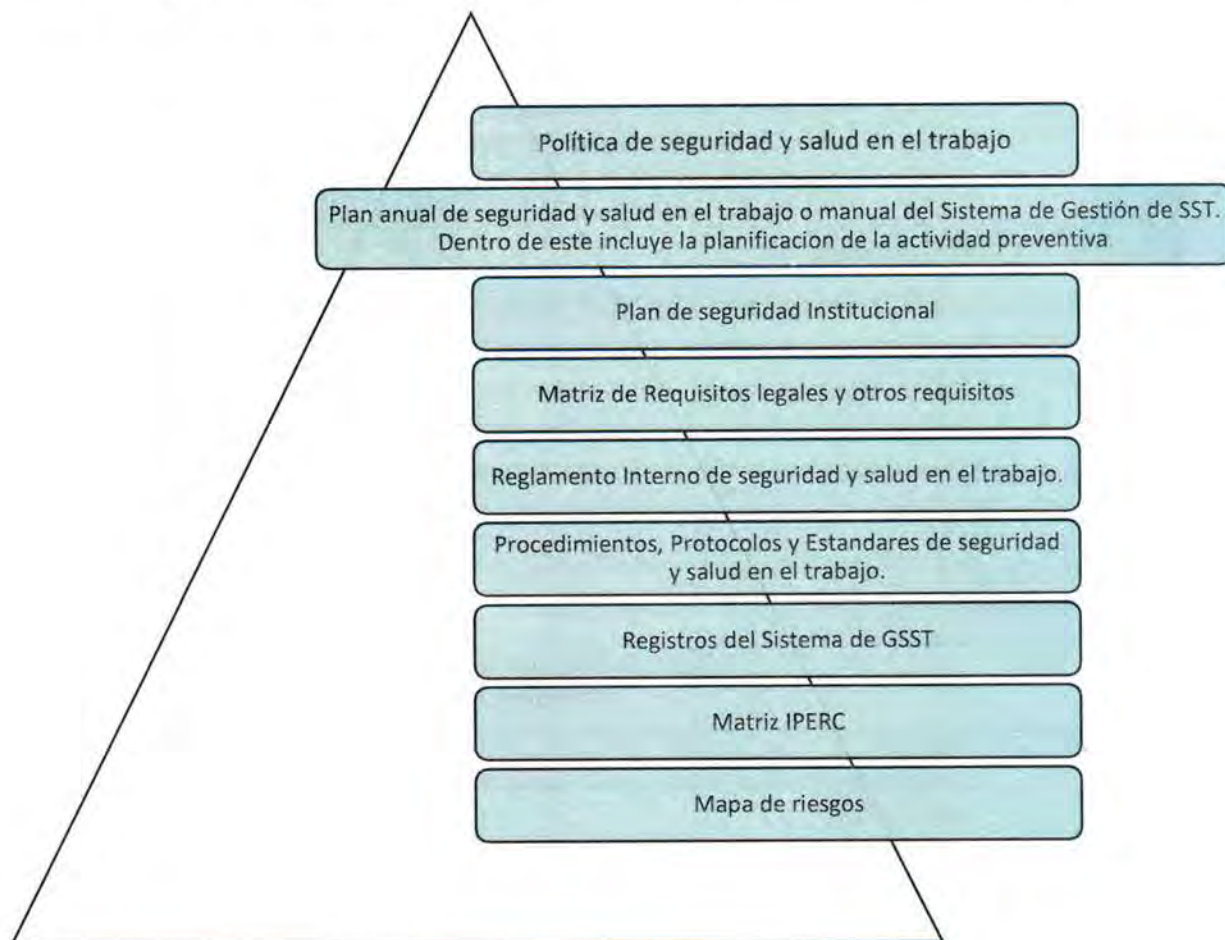 Política de seguridad y salud en el trabajo
Plan anual de seguridad y salud en el trabajo o manual del Sistema de Gestión de SST.
Dentro de este incluye la planificacion de la actividad preventiva
Plan de seguridad Institucional
Matriz de Requisitos legales y otros requisitos
Reglamento Interno de seguridad y salud en el trabajo.
Procedimientos, Protocolos y Estandares de seguridad
y salud en el trabajo.
Registros del Sistema de GSST
Matriz IPERC
Mapa de riesgos